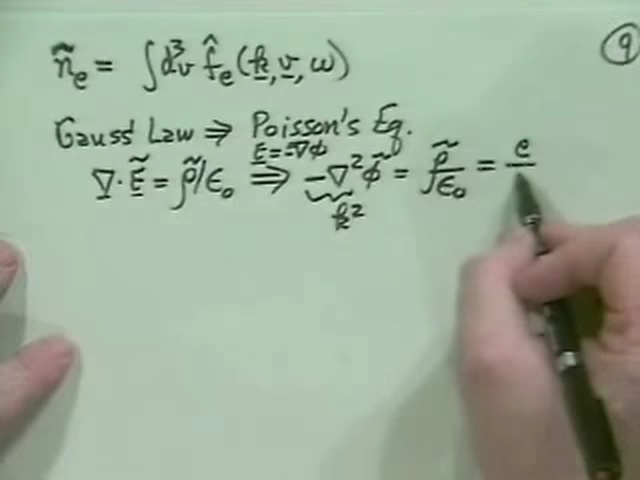 9
ñₑ = ∫d³v f̂ₑ(k̲, v̲, ω)
Gauss' Law ⇒ Poisson's Eq.
E̲ = -∇φ
∇̲ · Ẽ̲ = ρ̃/ϵ₀ ⇒ -∇²φ̃ = ρ̃/ϵ₀ = e
k²